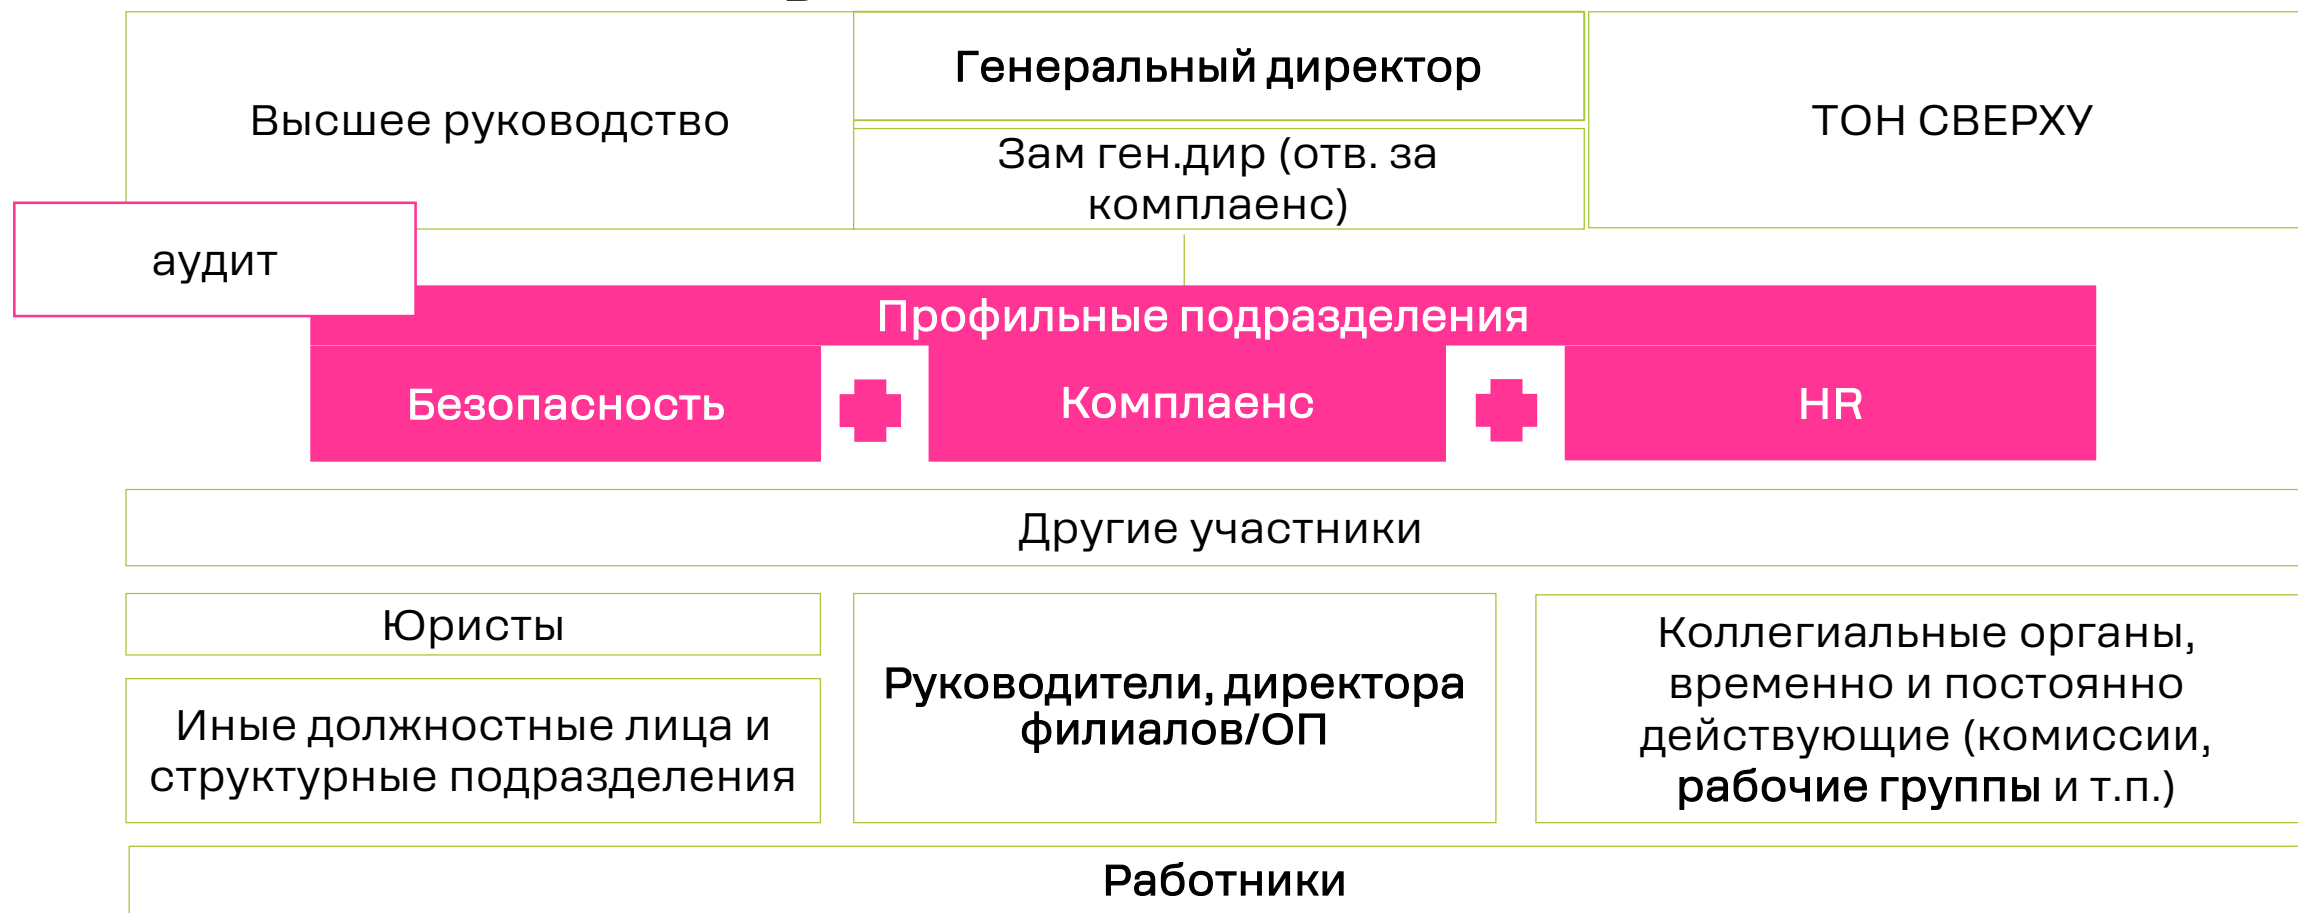 Генеральный директор
Высшее руководство
ТОН СВЕРХУ
Зам ген.дир (отв. за
комплаенс)
аудит
Профильные подразделения
Безопасность
Комплаенс
HR
Другие участники
Юристы
Иные должностные лица и
структурные подразделения
Руководители, директора
филиалов/ОП
Коллегиальные органы,
временно и постоянно
действующие (комиссии,
рабочие группы и т.п.)
Работники